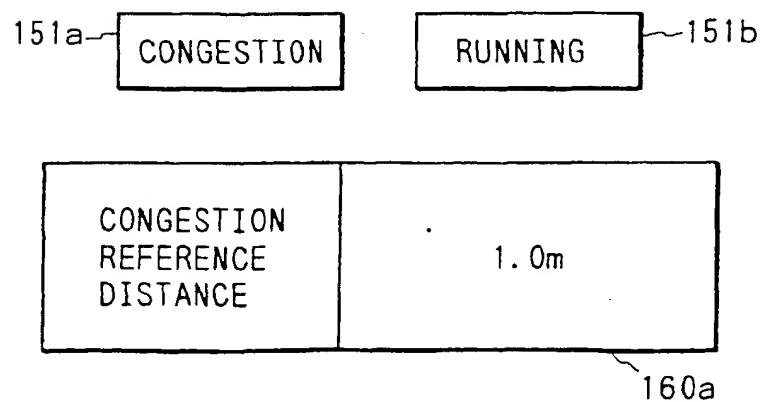 151a
CONGESTION
RUNNING
151b
CONGESTION
REFERENCE
DISTANCE
1.0m
160a